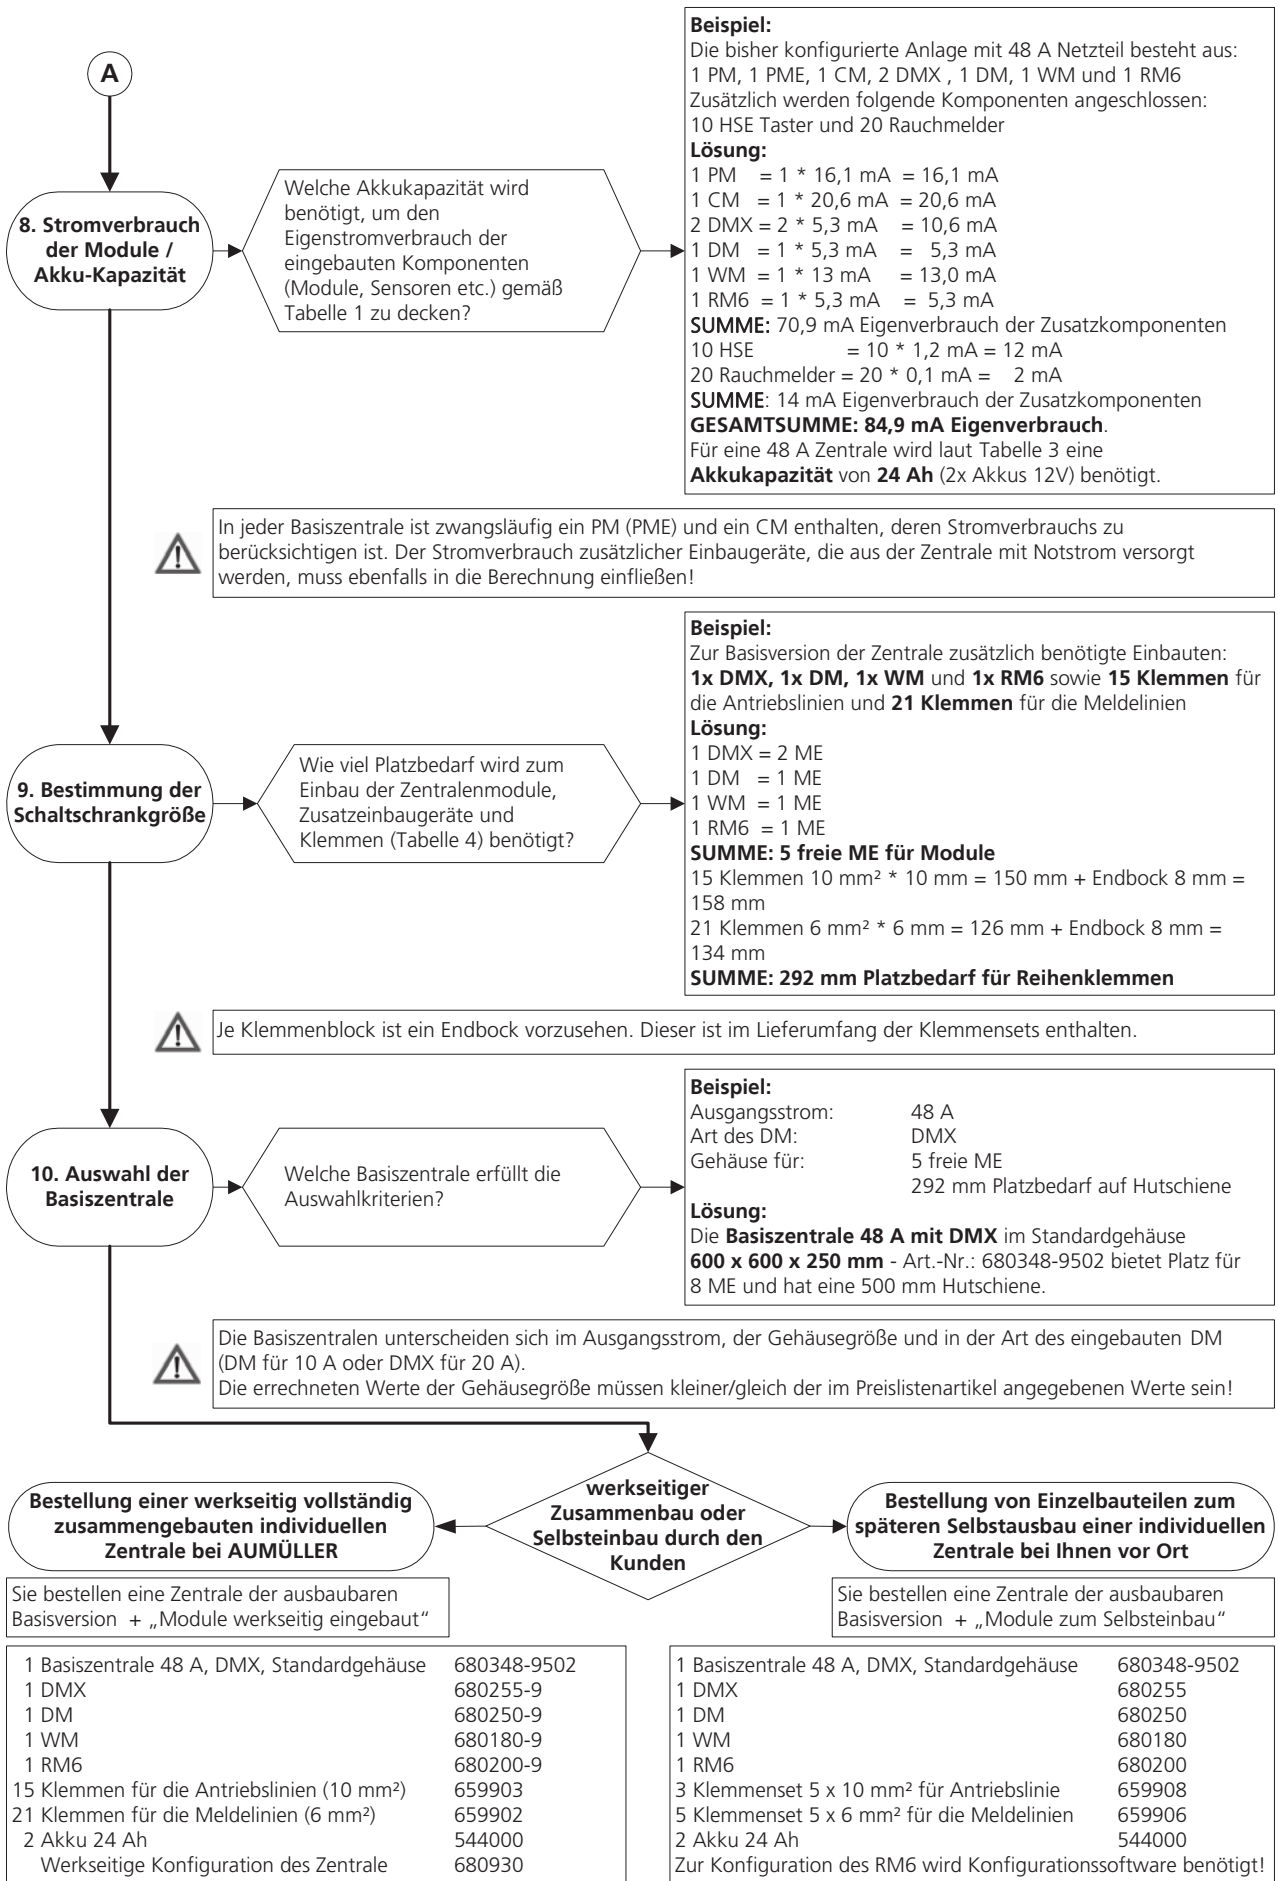 A
8. Stromverbrauch
der Module /
Akku-Kapazität
Welche Akkukapazität wird
benötigt, um den
Eigenstromverbrauch der
eingebauten Komponenten
(Module, Sensoren etc.) gemäß
Tabelle 1 zu decken?
Beispiel:
Die bisher konfigurierte Anlage mit 48 A Netzteil besteht aus:
1 PM, 1 PME, 1 CM, 2 DMX , 1 DM, 1 WM und 1 RM6
Zusätzlich werden folgende Komponenten angeschlossen:
10 HSE Taster und 20 Rauchmelder
Lösung:
1 PM = 1 * 16,1 mA = 16,1 mA
1 CM = 1 * 20,6 mA = 20,6 mA
2 DMX = 2 * 5,3 mA = 10,6 mA
1 DM = 1 * 5,3 mA = 5,3 mA
1 WM = 1 * 13 mA = 13,0 mA
1 RM6 = 1 * 5,3 mA = 5,3 mA
SUMME: 70,9 mA Eigenverbrauch der Zusatzkomponenten
10 HSE = 10 * 1,2 mA = 12 mA
20 Rauchmelder = 20 * 0,1 mA = 2 mA
SUMME: 14 mA Eigenverbrauch der Zusatzkomponenten
GESAMTSUMME: 84,9 mA Eigenverbrauch.
Für eine 48 A Zentrale wird laut Tabelle 3 eine
Akkukapazität von 24 Ah (2x Akkus 12V) benötigt.
In jeder Basiszentrale ist zwangsläufig ein PM (PME) und ein CM enthalten, deren Stromverbrauchs zu
berücksichtigen ist. Der Stromverbrauch zusätzlicher Einbaugeräte, die aus der Zentrale mit Notstrom versorgt
werden, muss ebenfalls in die Berechnung einfließen!
9. Bestimmung der
Schaltschrankgröße
Wie viel Platzbedarf wird zum
Einbau der Zentralenmodule,
Zusatzeinbaugeräte und
Klemmen (Tabelle 4) benötigt?
Beispiel:
Zur Basisversion der Zentrale zusätzlich benötigte Einbauten:
1x DMX, 1x DM, 1x WM und 1x RM6 sowie 15 Klemmen für
die Antriebslinien und 21 Klemmen für die Meldelinien
Lösung:
1 DMX = 2 ME
1 DM = 1 ME
1 WM = 1 ME
1 RM6 = 1 ME
SUMME: 5 freie ME für Module
15 Klemmen 10 mm² * 10 mm = 150 mm + Endbock 8 mm =
158 mm
21 Klemmen 6 mm² * 6 mm = 126 mm + Endbock 8 mm =
134 mm
SUMME: 292 mm Platzbedarf für Reihenklemmen
Je Klemmenblock ist ein Endbock vorzusehen. Dieser ist im Lieferumfang der Klemmensets enthalten.
10. Auswahl der
Basiszentrale
Welche Basiszentrale erfüllt die
Auswahlkriterien?
Beispiel:
Ausgangsstrom: 48 A
Art des DM: DMX
Gehäuse für: 5 freie ME
292 mm Platzbedarf auf Hutschiene
Lösung:
Die Basiszentrale 48 A mit DMX im Standardgehäuse
600 x 600 x 250 mm - Art.-Nr.: 680348-9502 bietet Platz für
8 ME und hat eine 500 mm Hutschiene.
Die Basiszentralen unterscheiden sich im Ausgangsstrom, der Gehäusegröße und in der Art des eingebauten DM
(DM für 10 A oder DMX für 20 A).
Die errechneten Werte der Gehäusegröße müssen kleiner/gleich der im Preislistenartikel angegebenen Werte sein!
Bestellung einer werkseitig vollständig
zusammengebauten individuellen
Zentrale bei AUMÜLLER
werkseitiger
Zusammenbau oder
Selbsteinbau durch den
Kunden
Bestellung von Einzelbauteilen zum
späteren Selbstausbau einer individuellen
Zentrale bei Ihnen vor Ort
Sie bestellen eine Zentrale der ausbaubaren
Basisversion + „Module werkseitig eingebaut“
Sie bestellen eine Zentrale der ausbaubaren
Basisversion + „Module zum Selbsteinbau“
1 Basiszentrale 48 A, DMX, Standardgehäuse 680348-9502
1 DMX 680255-9
1 DM 680250-9
1 WM 680180-9
1 RM6 680200-9
15 Klemmen für die Antriebslinien (10 mm²) 659903
21 Klemmen für die Meldelinien (6 mm²) 659902
2 Akku 24 Ah 544000
Werkseitige Konfiguration des Zentrale 680930
1 Basiszentrale 48 A, DMX, Standardgehäuse 680348-9502
1 DMX 680255
1 DM 680250
1 WM 680180
1 RM6 680200
3 Klemmenset 5 x 10 mm² für Antriebslinie 659908
5 Klemmenset 5 x 6 mm² für die Meldelinien 659906
2 Akku 24 Ah 544000
Zur Konfiguration des RM6 wird Konfigurationssoftware benötigt!